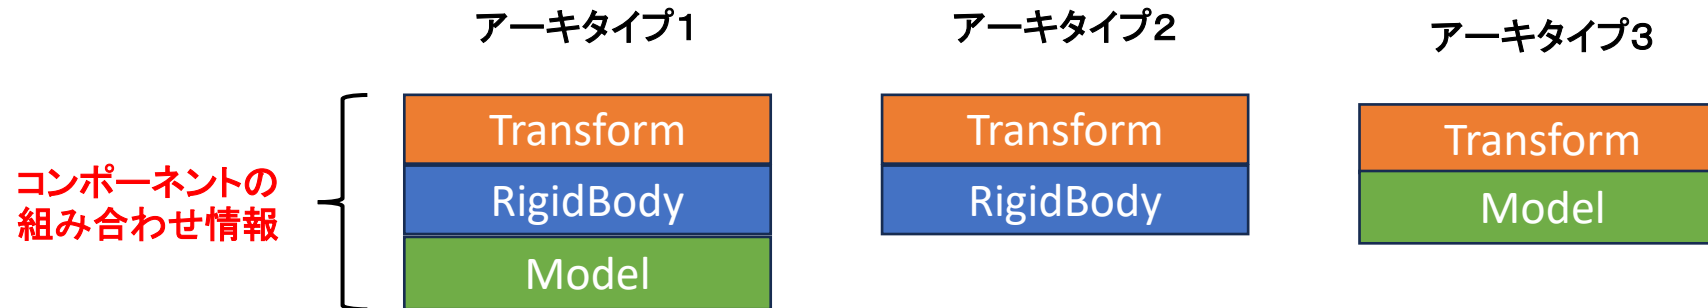 アーキタイプ１
アーキタイプ２
アーキタイプ３
コンポーネントの
組み合わせ情報
Transform
RigidBody
Model
Transform
RigidBody
Transform
Model